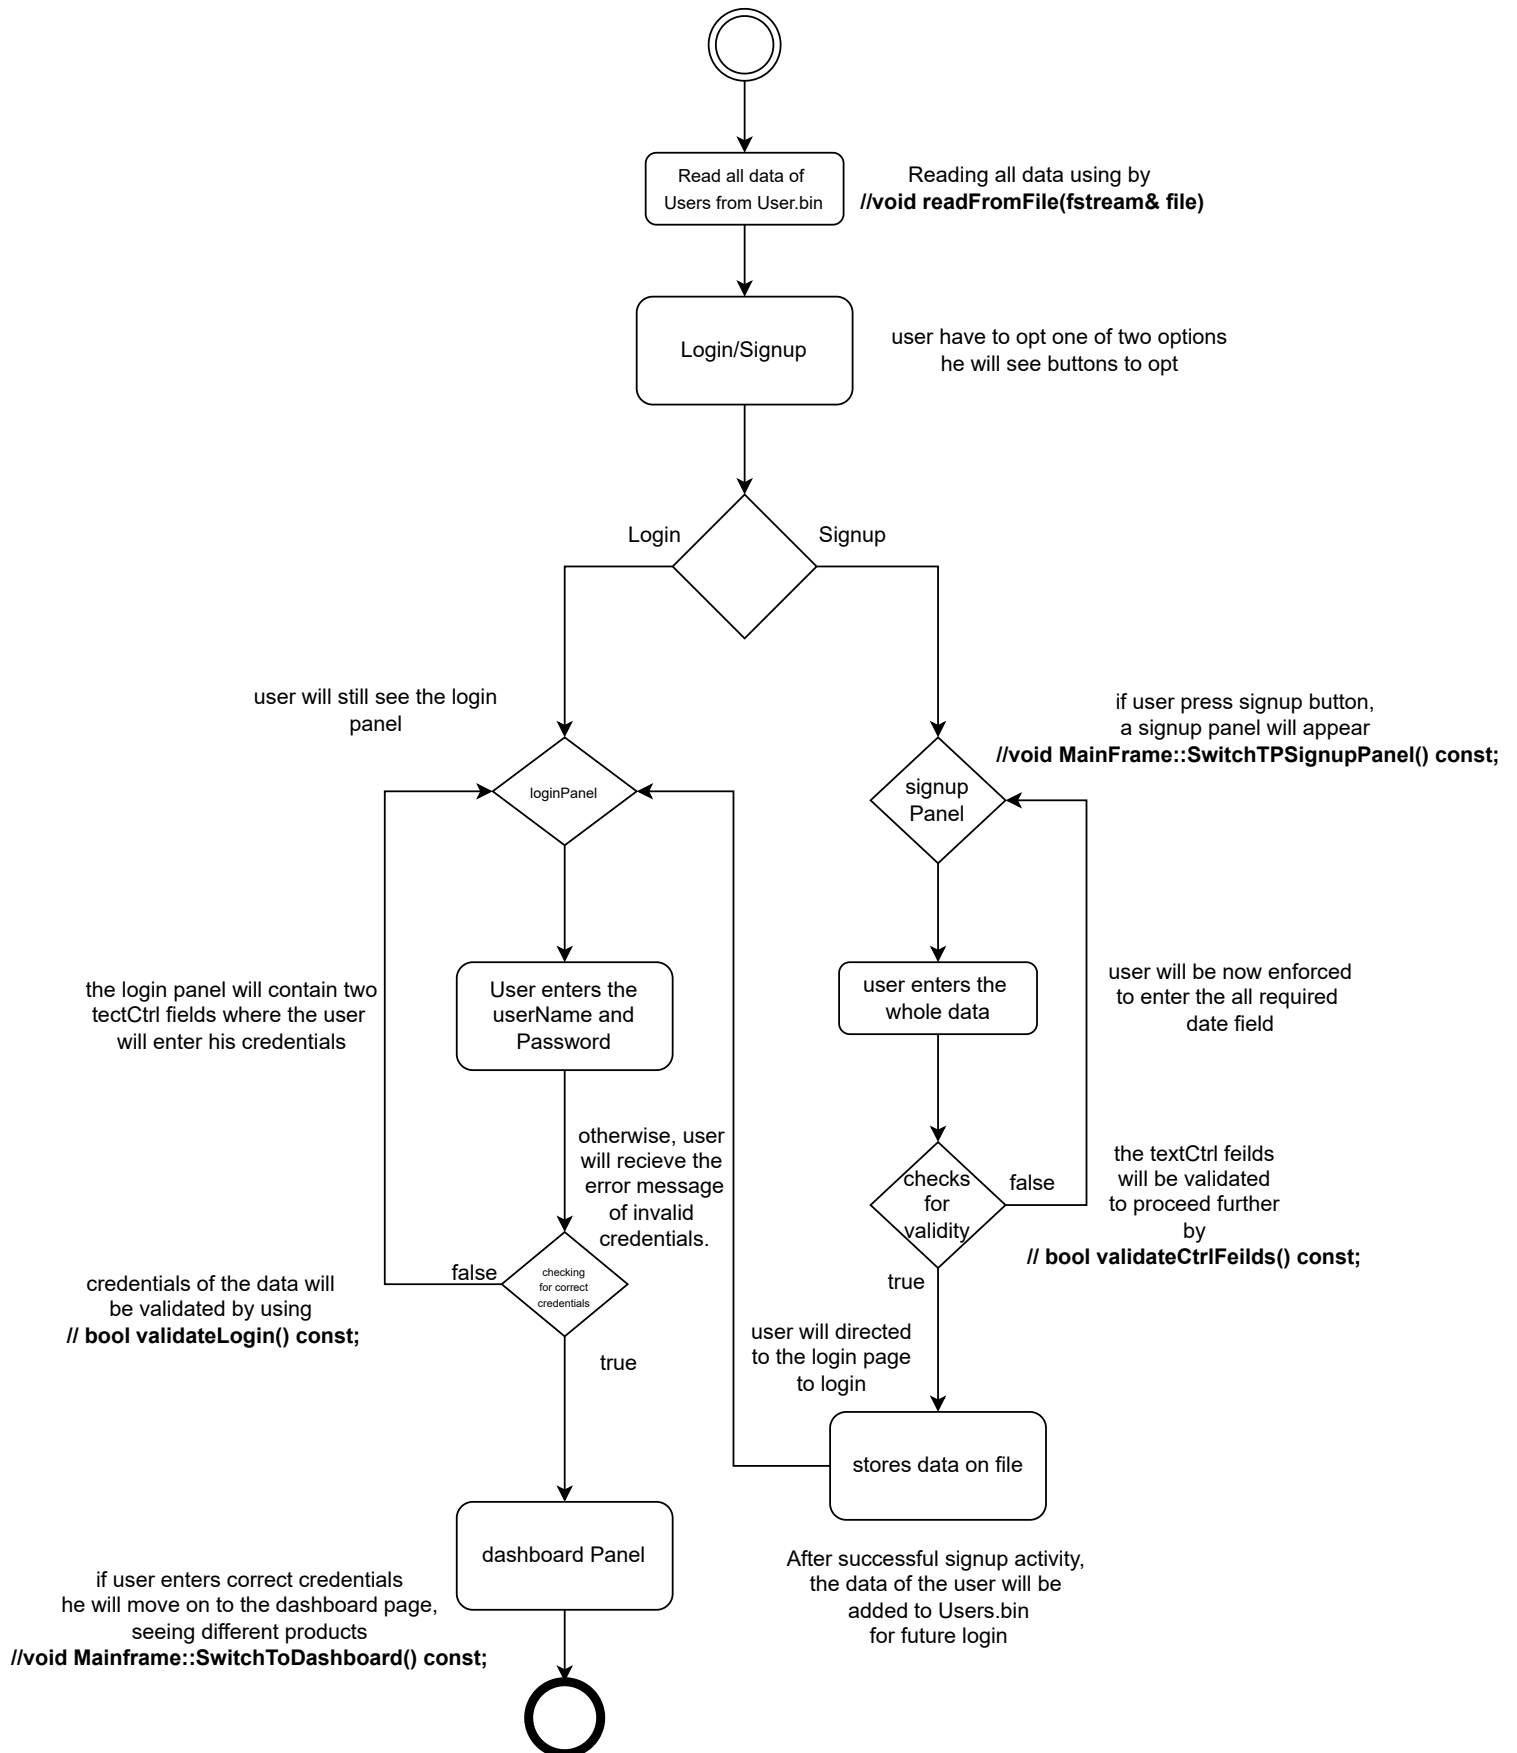 Read all data of
Users from User.bin
Reading all data using by
//void readFromFile(fstream& file)
Login/Signup
user have to opt one of two options
he will see buttons to opt
Login
Signup
user will still see the login
panel
if user press signup button,
a signup panel will appear
//void MainFrame::SwitchTPSignupPanel() const;
loginPanel
signup
Panel
the login panel will contain two
tectCtrl fields where the user
will enter his credentials
User enters the
userName and
Password
user enters the
whole data
user will be now enforced
to enter the all required
date field
otherwise, user
will recieve the
error message
of invalid
credentials.
checks
for
validity
false
the textCtrl feilds
will be validated
to proceed further
by
// bool validateCtrlFeilds() const;
true
credentials of the data will
be validated by using
// bool validateLogin() const;
false
checking
for correct
credentials
true
user will directed
to the login page
to login
stores data on file
dashboard Panel
After successful signup activity,
the data of the user will be
added to Users.bin
for future login
if user enters correct credentials
he will move on to the dashboard page,
seeing different products
//void Mainframe::SwitchToDashboard() const;